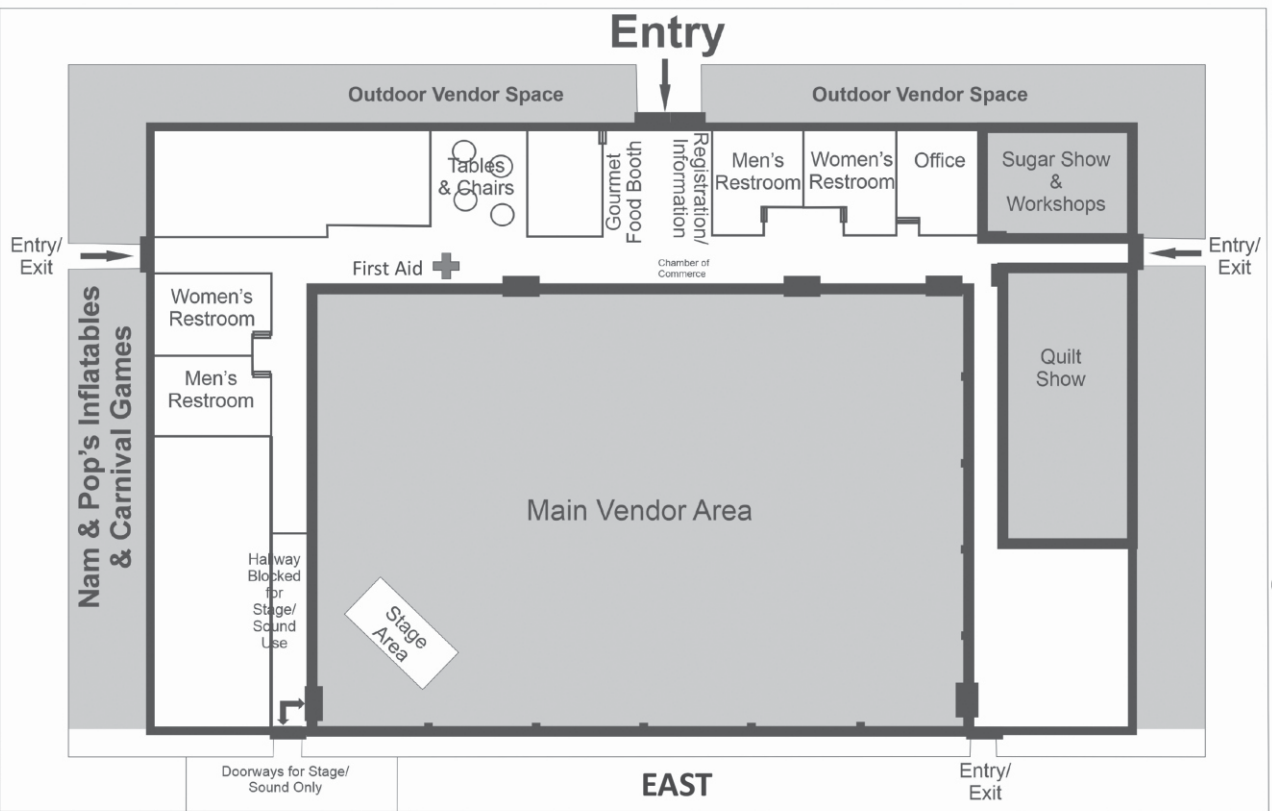 Entry
Outdoor Vendor Space
Outdoor Vendor Space
Tables
& Chairs
Gourmet
Food Booth
Registration/
Information
Men's
Restroom
Women's
Restroom
Office
Sugar Show
&
Workshops
Entry/
Exit
First Aid
Chamber of
Commerce
Entry/
Exit
Women's
Restroom
Men's
Restroom
Nam & Pop's Inflatables
& Carnival Games
Quilt
Show
Main Vendor Area
Hallway
Blocked
for
Stage/
Sound
Use
Stage
Area
Doorways for Stage/
Sound Only
EAST
Entry/
Exit